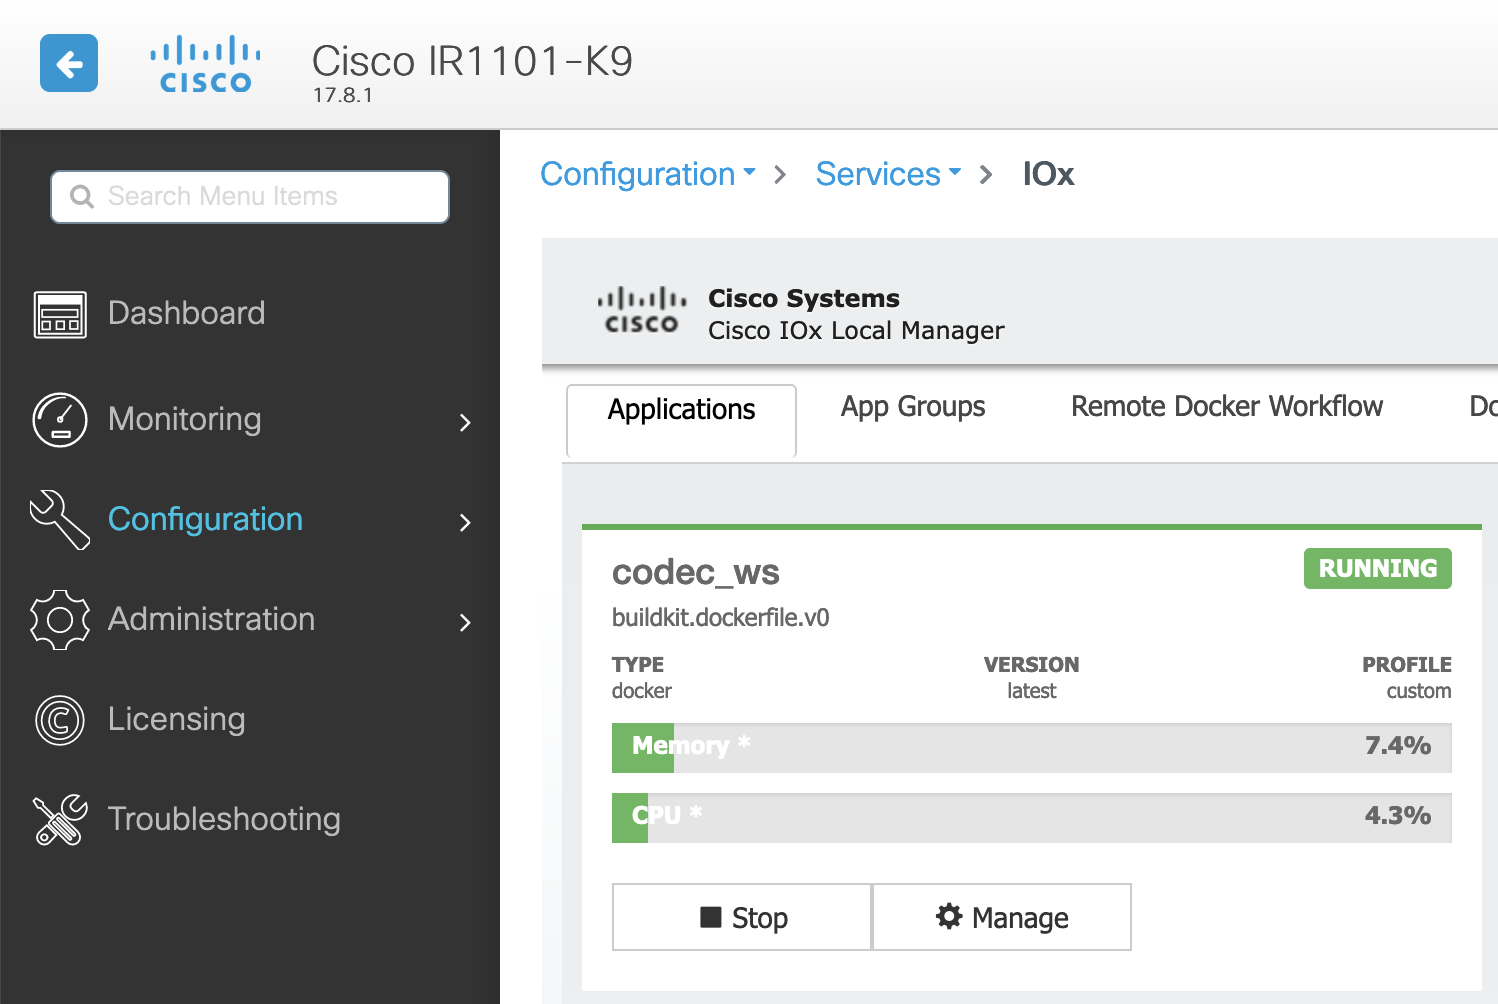 CISCO
Cisco IR1101-K9
17.8.1
Search Menu Items
Dashboard
Monitoring
Configuration
Administration
Licensing
Troubleshooting
Configuration > Services > IOx
CISCO
Cisco Systems
Cisco IOx Local Manager
Applications App Groups Remote Docker Workflow Do
codec_ws RUNNING
buildkit.dockerfile.v0
TYPE VERSION PROFILE
docker latest custom
Memory * 7.4%
CPU * 4.3%
Stop Manage